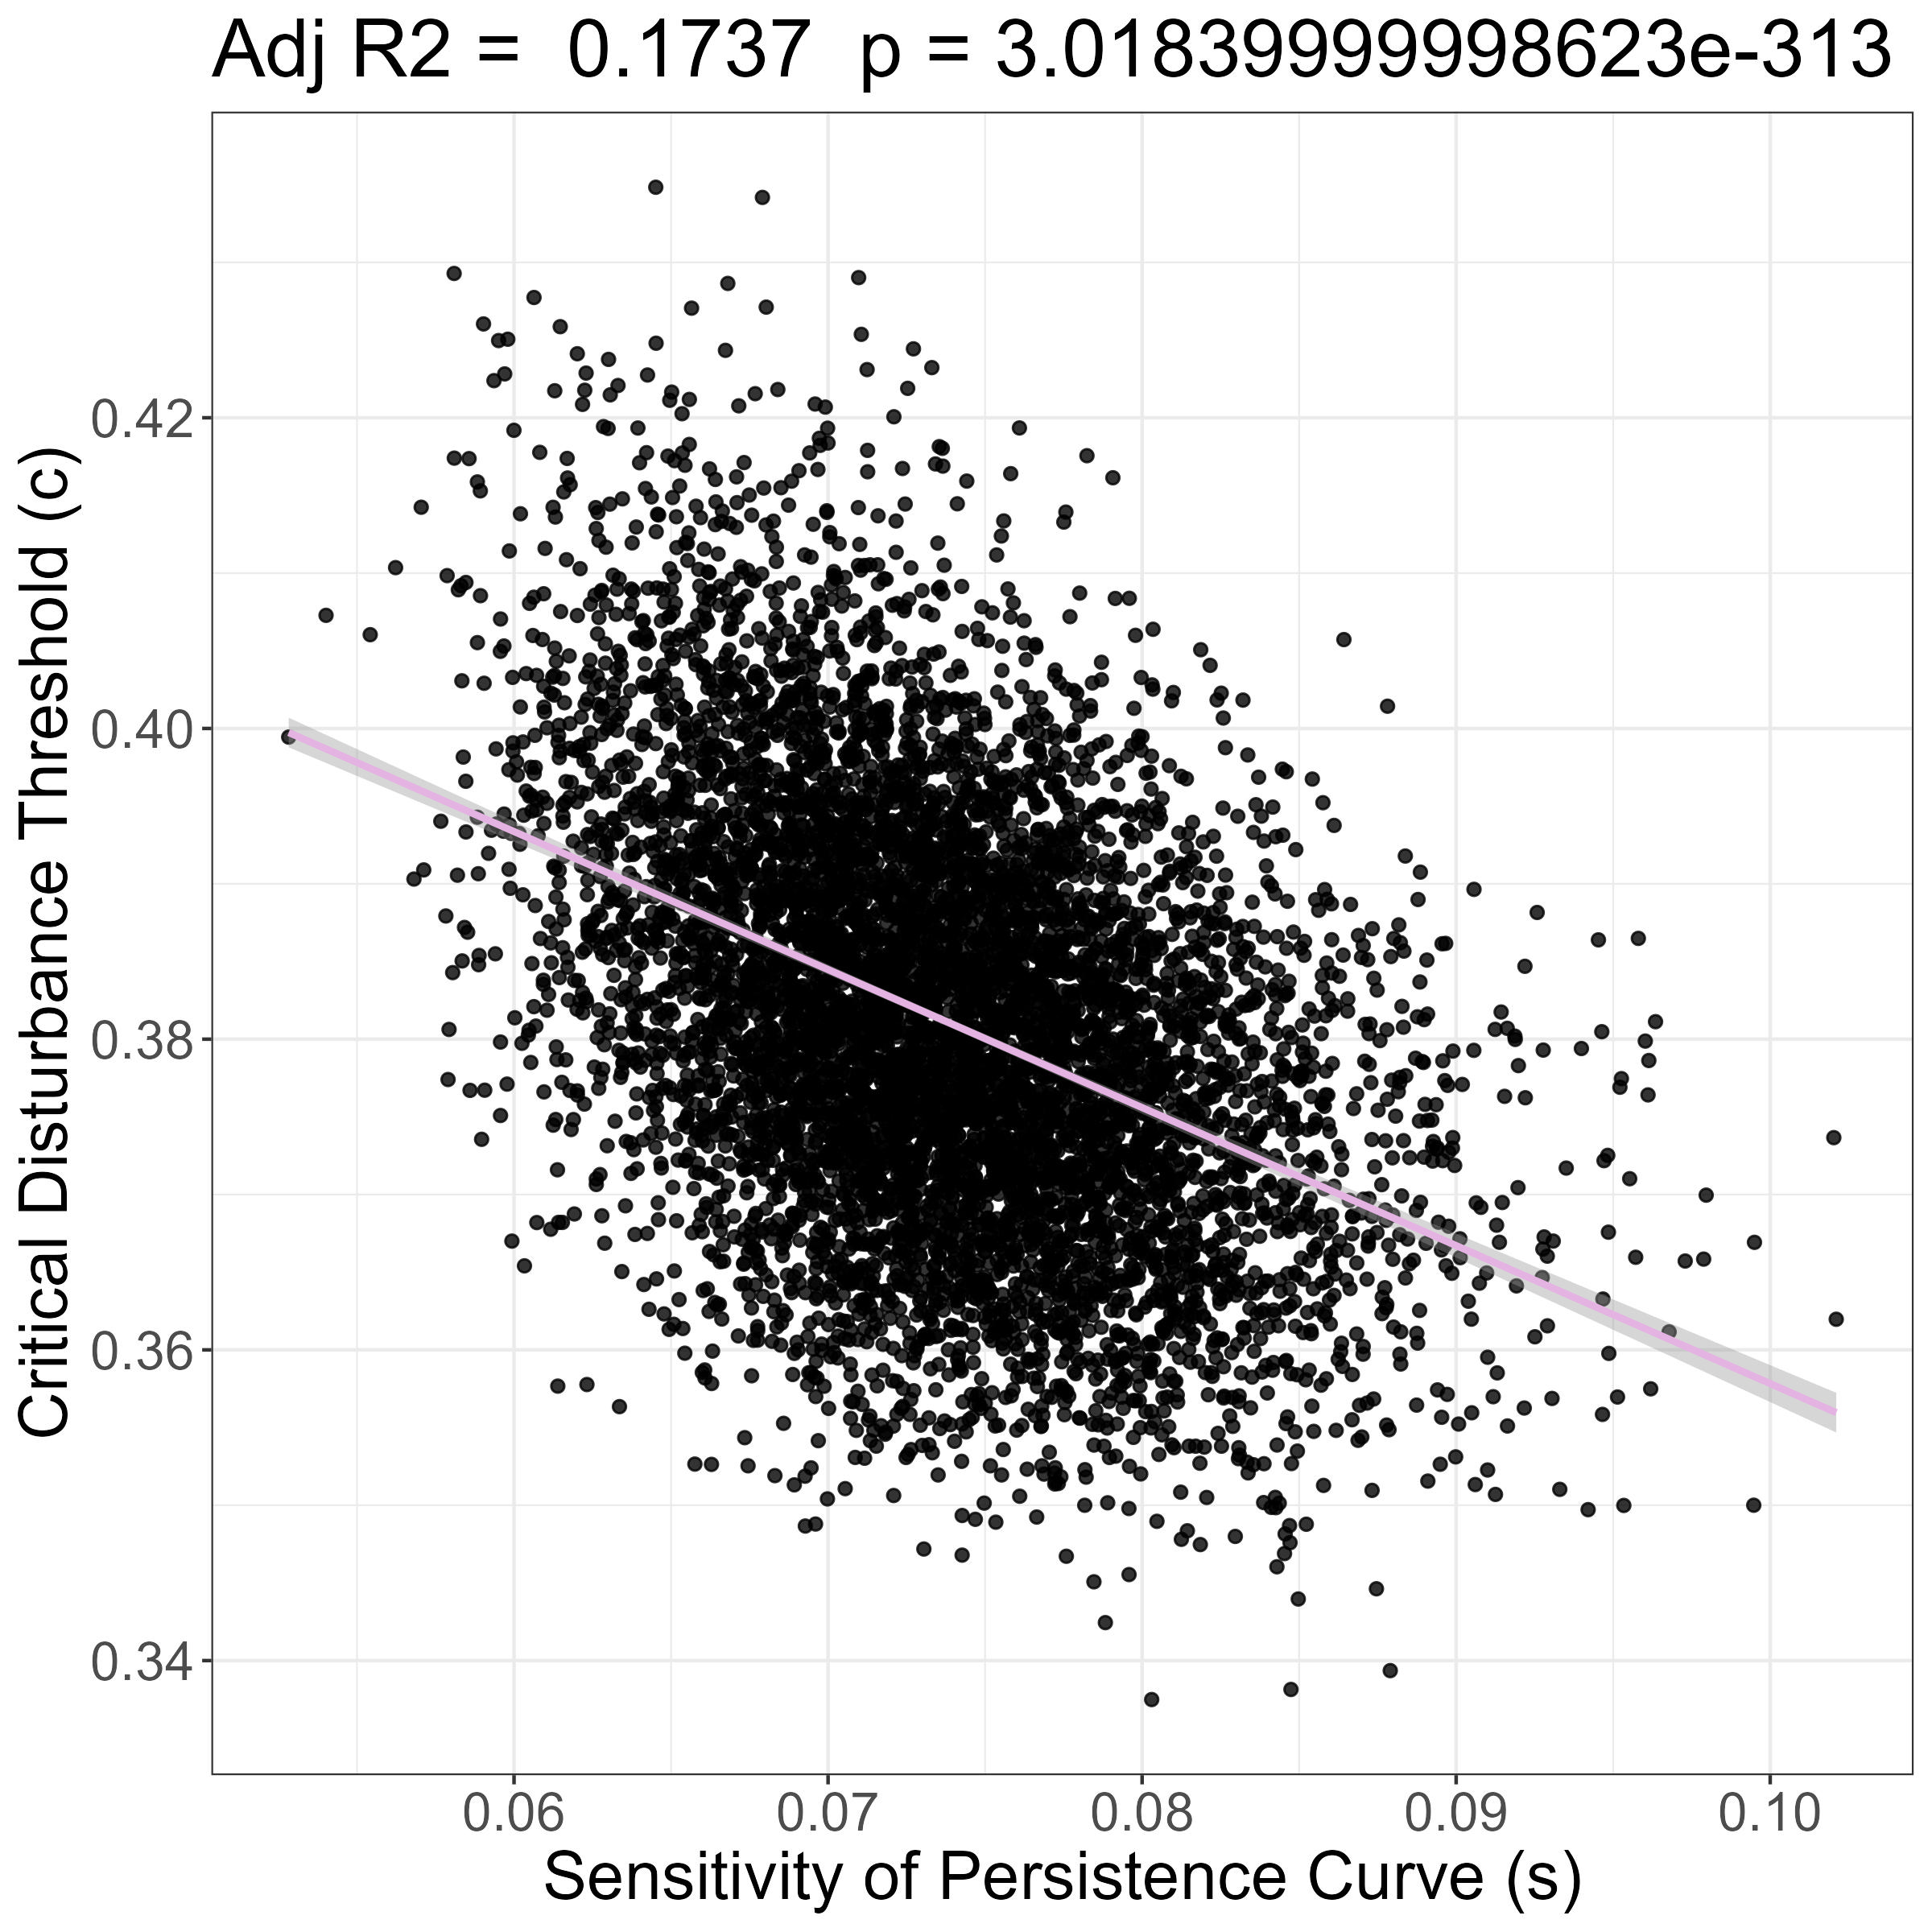 Adj R2 = 0.1737 p = 3.01839999998623e-313
Critical Disturbance Threshold (c)
0.42
0.40
0.38
0.36
0.34
0.06 0.07 0.08 0.09 0.10
Sensitivity of Persistence Curve (s)